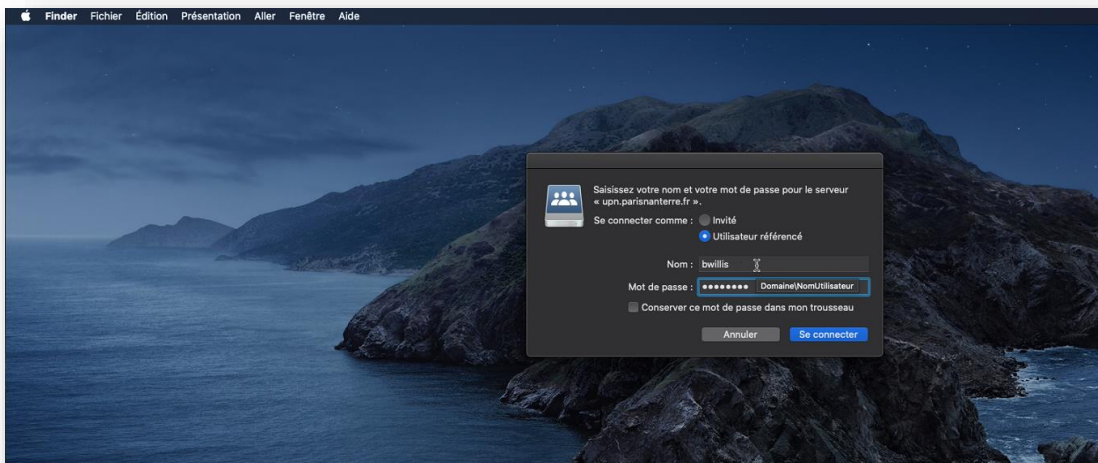 Finder Fichier Édition Présentation Aller Fenêtre Aide
Saisissez votre nom et votre mot de passe pour le serveur
« upn.parisnanterre.fr ».
Se connecter comme : Invité
Utilisateur référencé
Nom : bwillis
Mot de passe : •••••••• Domaine\NomUtilisateur
Conserver ce mot de passe dans mon trousseau
Annuler Se connecter